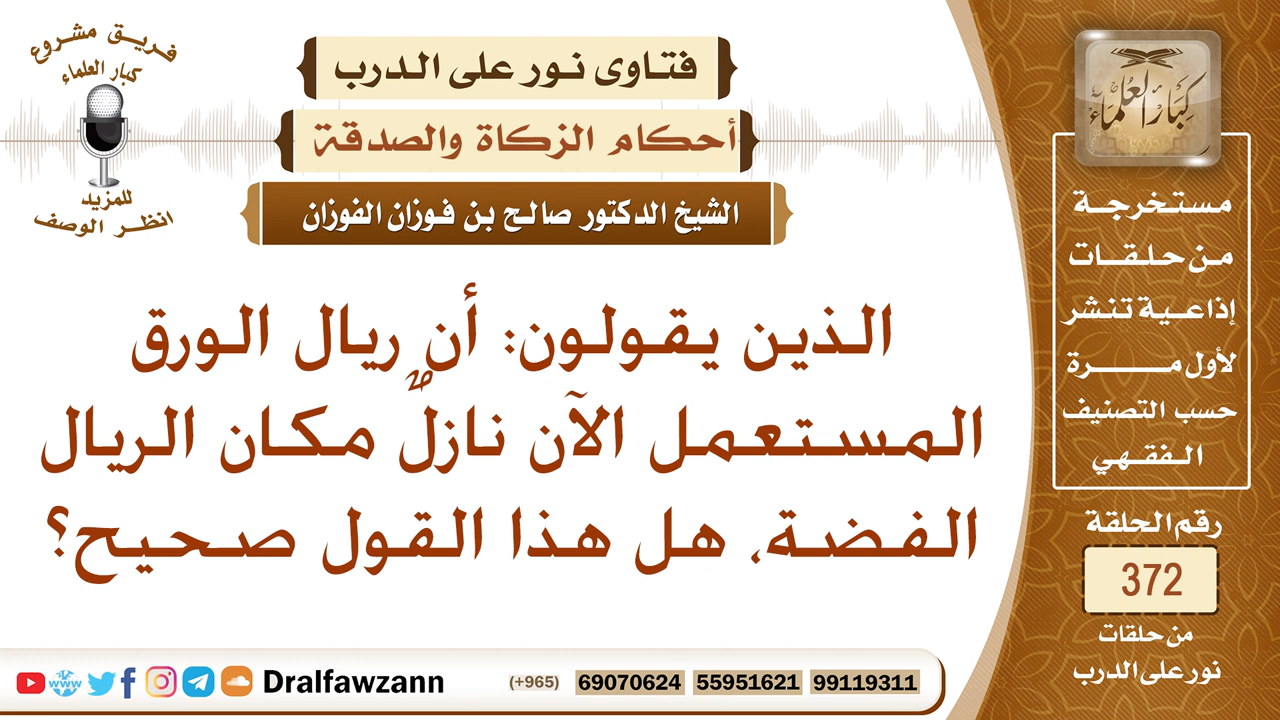 فريق مشروع
كبار العلماء
للمزيد
انظر الوصف
فتاوى نور على الدرب
أحكام الزكاة والصدقة
الشيخ الدكتور صالح بن فوزان الفوزان
الذين يقولون: أن ريال الورق
المستعمل الآن نازلٌ مكان الريال
الفضة، هل هذا القول صحيح؟
كبار العلماء
مستخرجة
من حلقات
إذاعية تنشر
لأول مرة
حسب التصنيف
الفقهي
رقم الحلقة
372
من حلقات
نور على الدرب
www
Dralfawzann (+965) 69070624 55951621 99119311